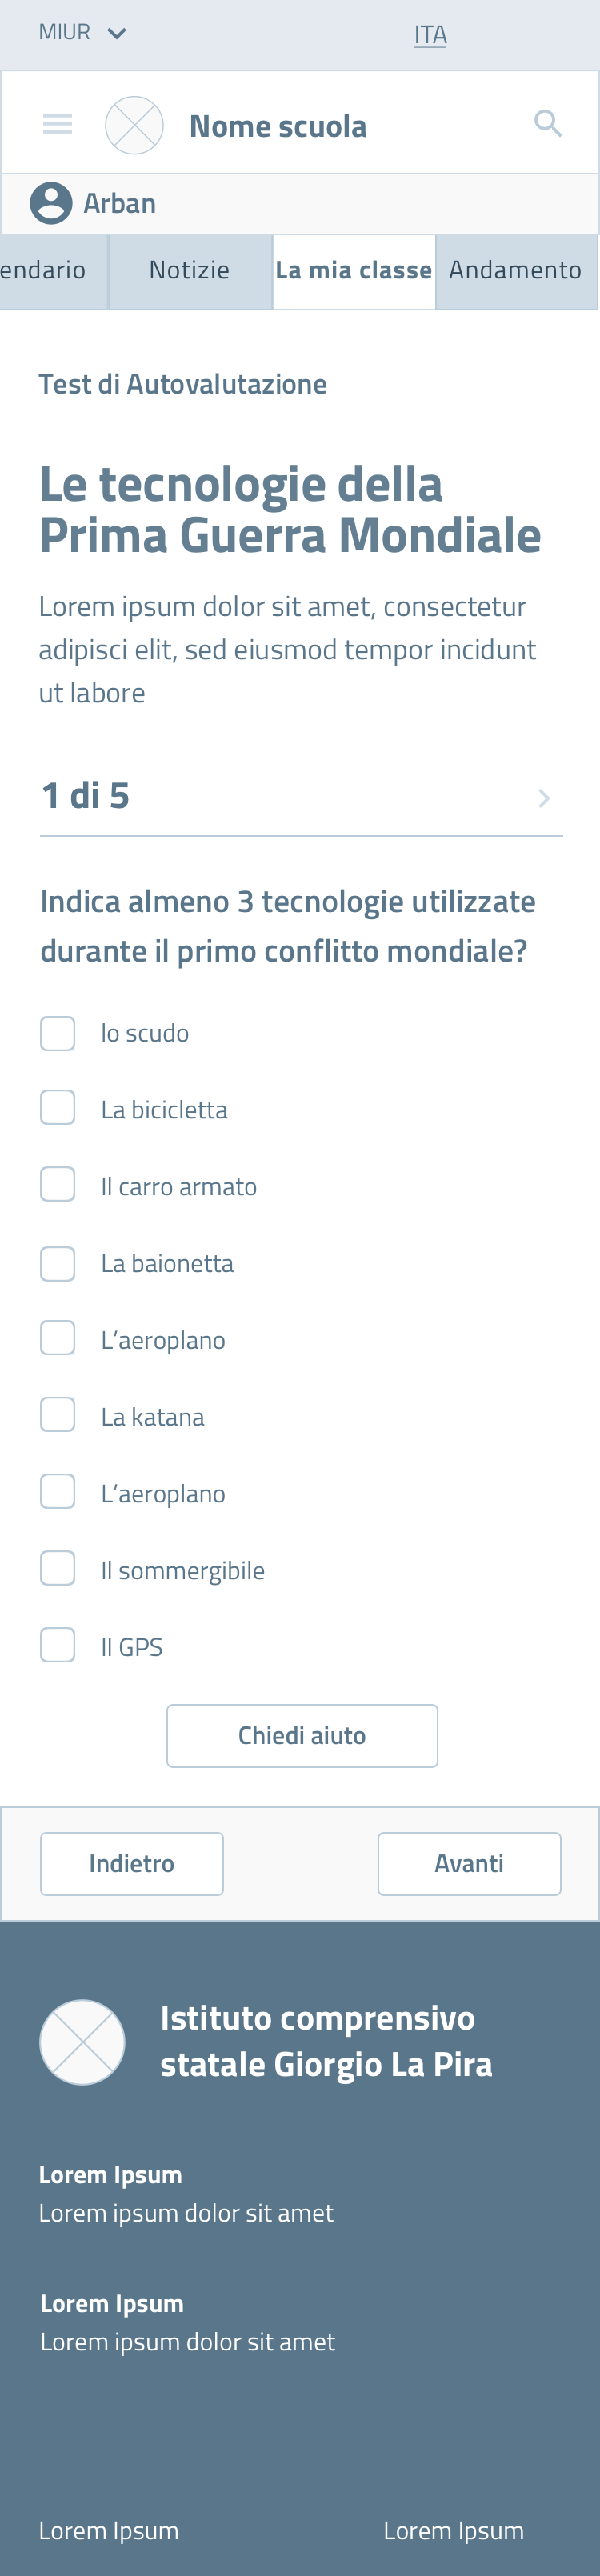 MIUR
ITA
Nome scuola
Arban
endario
Notizie
La mia classe
Andamento
Test di Autovalutazione
Le tecnologie della
Prima Guerra Mondiale
Lorem ipsum dolor sit amet, consectetur
adipisci elit, sed eiusmod tempor incidunt
ut labore
1 di 5
Indica almeno 3 tecnologie utilizzate
durante il primo conflitto mondiale?
lo scudo
La bicicletta
Il carro armato
La baionetta
L’aeroplano
La katana
L’aeroplano
Il sommergibile
Il GPS
Chiedi aiuto
Indietro
Avanti
Istituto comprensivo
statale Giorgio La Pira
Lorem Ipsum
Lorem ipsum dolor sit amet
Lorem Ipsum
Lorem ipsum dolor sit amet
Lorem Ipsum
Lorem Ipsum